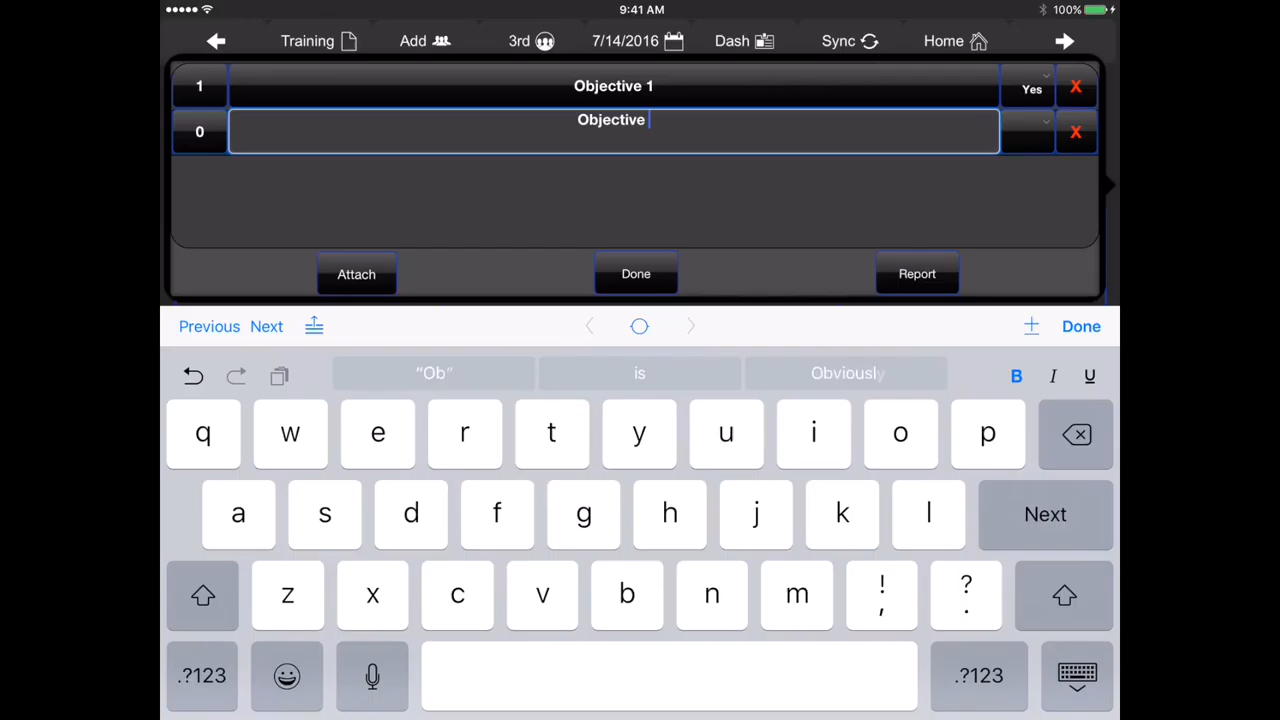 9:41 AM 100%
Training Add 3rd 7/14/2016 Dash Sync Home
1 Objective 1 Yes X
0 Objective X
Attach Done Report
Previous Next Done
"Ob" is Obviously B I U
q w e r t y u i o p
a s d f g h j k l Next
z x c v b n m ! , ? .
.?123 .?123